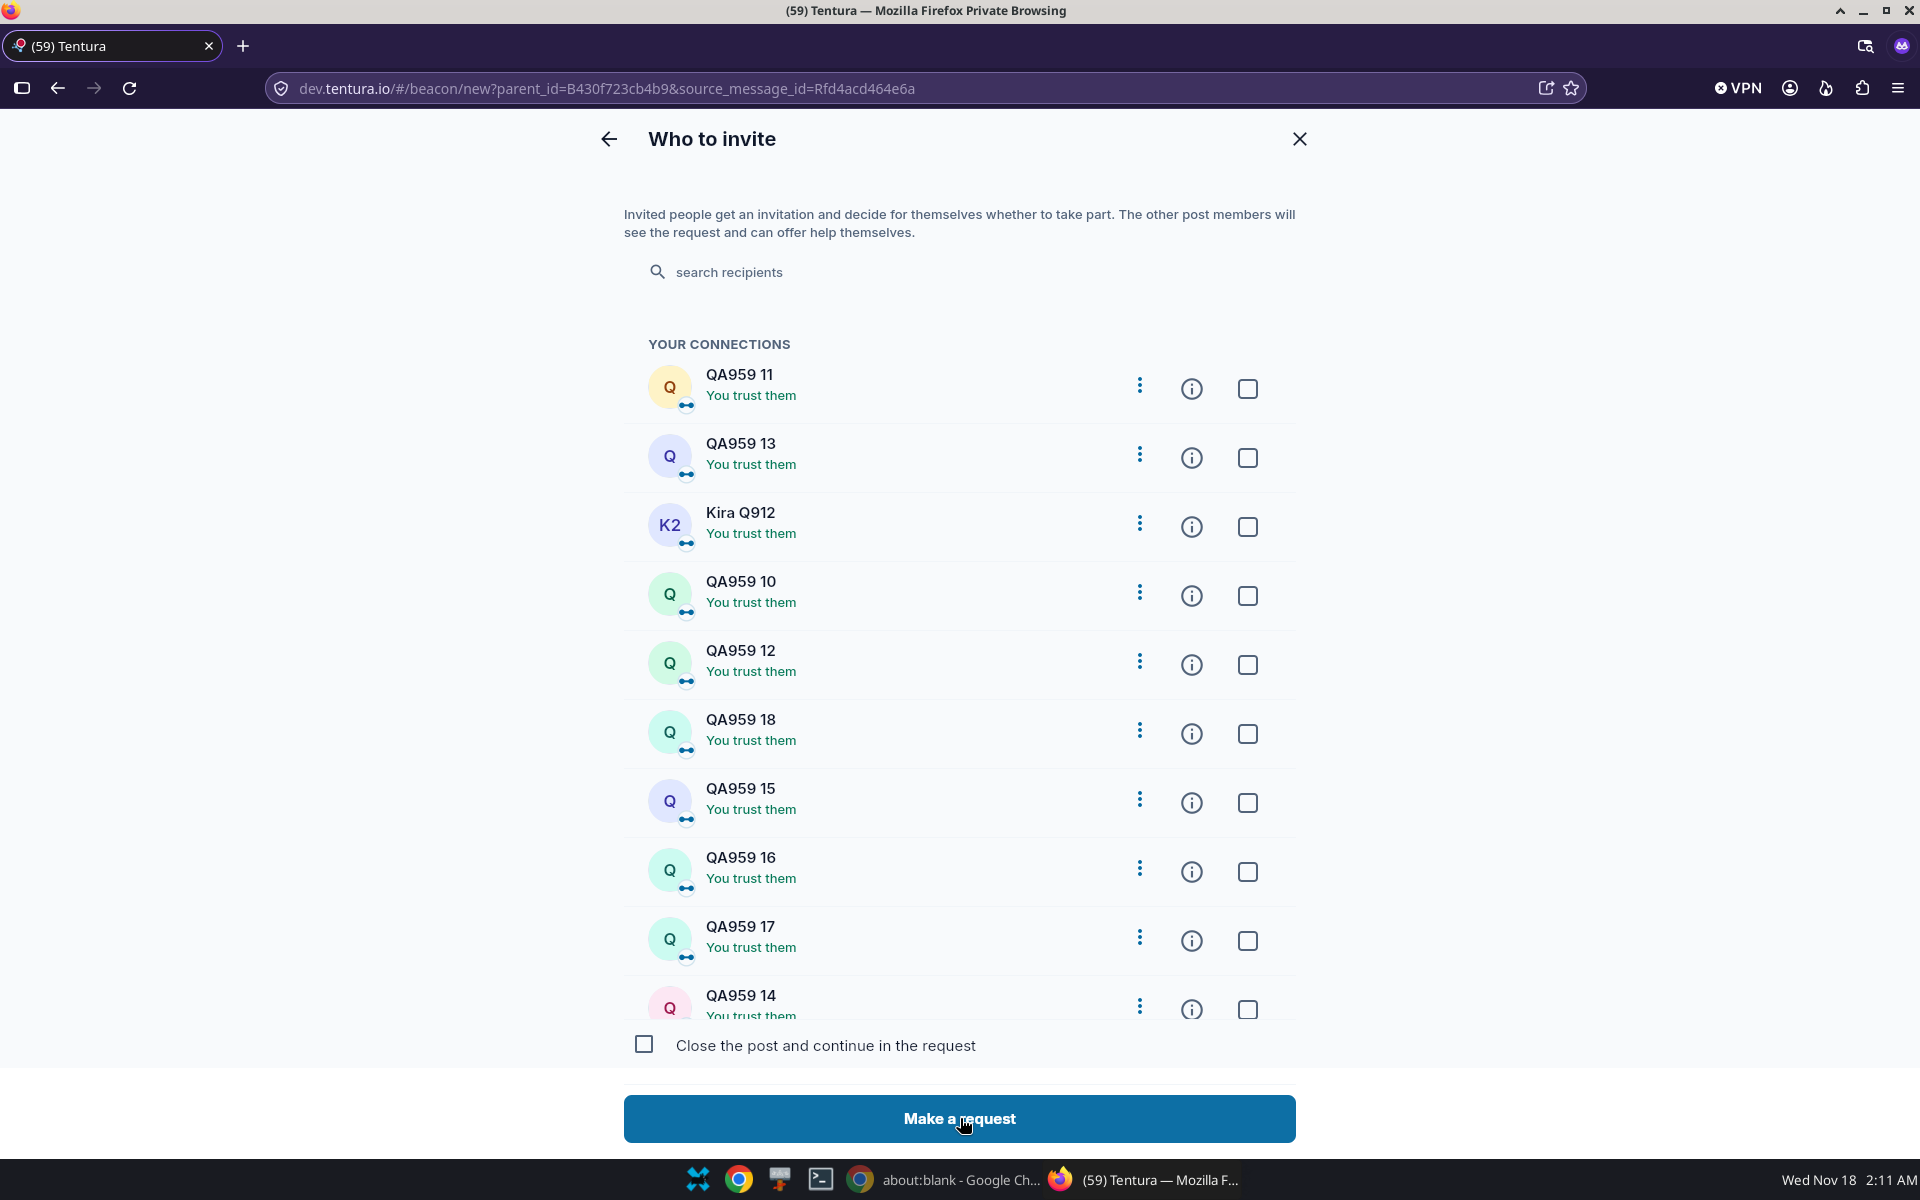 (59) Tentura — Mozilla Firefox Private Browsing
(59) Tentura
dev.tentura.io/#/beacon/new?parent_id=B430f723cb4b9&source_message_id=Rfd4acd464e6a
VPN
Who to invite
Invited people get an invitation and decide for themselves whether to take part. The other post members will
see the request and can offer help themselves.
search recipients
YOUR CONNECTIONS
Q
QA959 11
You trust them
Q
QA959 13
You trust them
K2
Kira Q912
You trust them
Q
QA959 10
You trust them
Q
QA959 12
You trust them
Q
QA959 18
You trust them
Q
QA959 15
You trust them
Q
QA959 16
You trust them
Q
QA959 17
You trust them
Q
QA959 14
You trust them
Close the post and continue in the request
Make a request
about:blank - Google Ch...
(59) Tentura — Mozilla F...
Wed Nov 18 2:11 AM